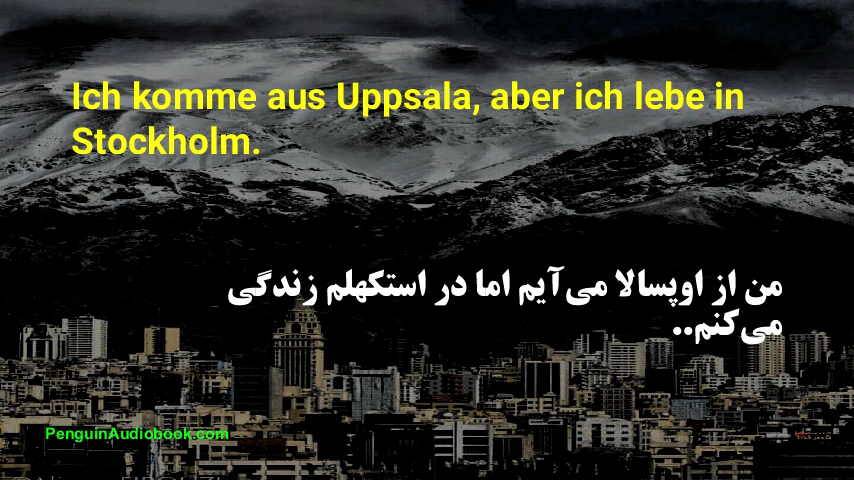 Ich komme aus Uppsala, aber ich lebe in
Stockholm.
من از اوپسالا می‌آیم اما در استکهلم زندگی
می‌کنم..
PenguinAudiobook.com